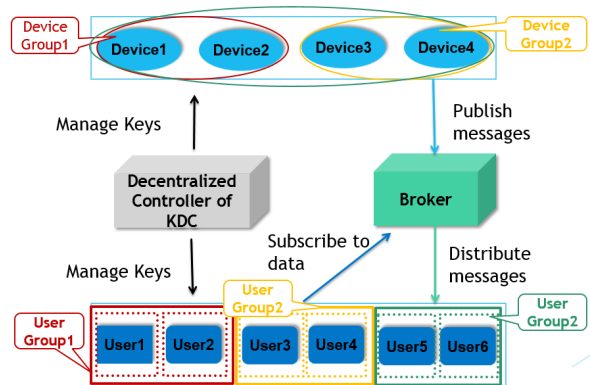 Device
Group1
Device1
Device2
Device3
Device4
Device
Group2
Manage Keys
Publish
messages
Decentralized
Controller of
KDC
Broker
Subscribe to
data
Distribute
messages
Manage Keys
User
Group2
User
Group2
User
Group1
User1
User2
User3
User4
User5
User6